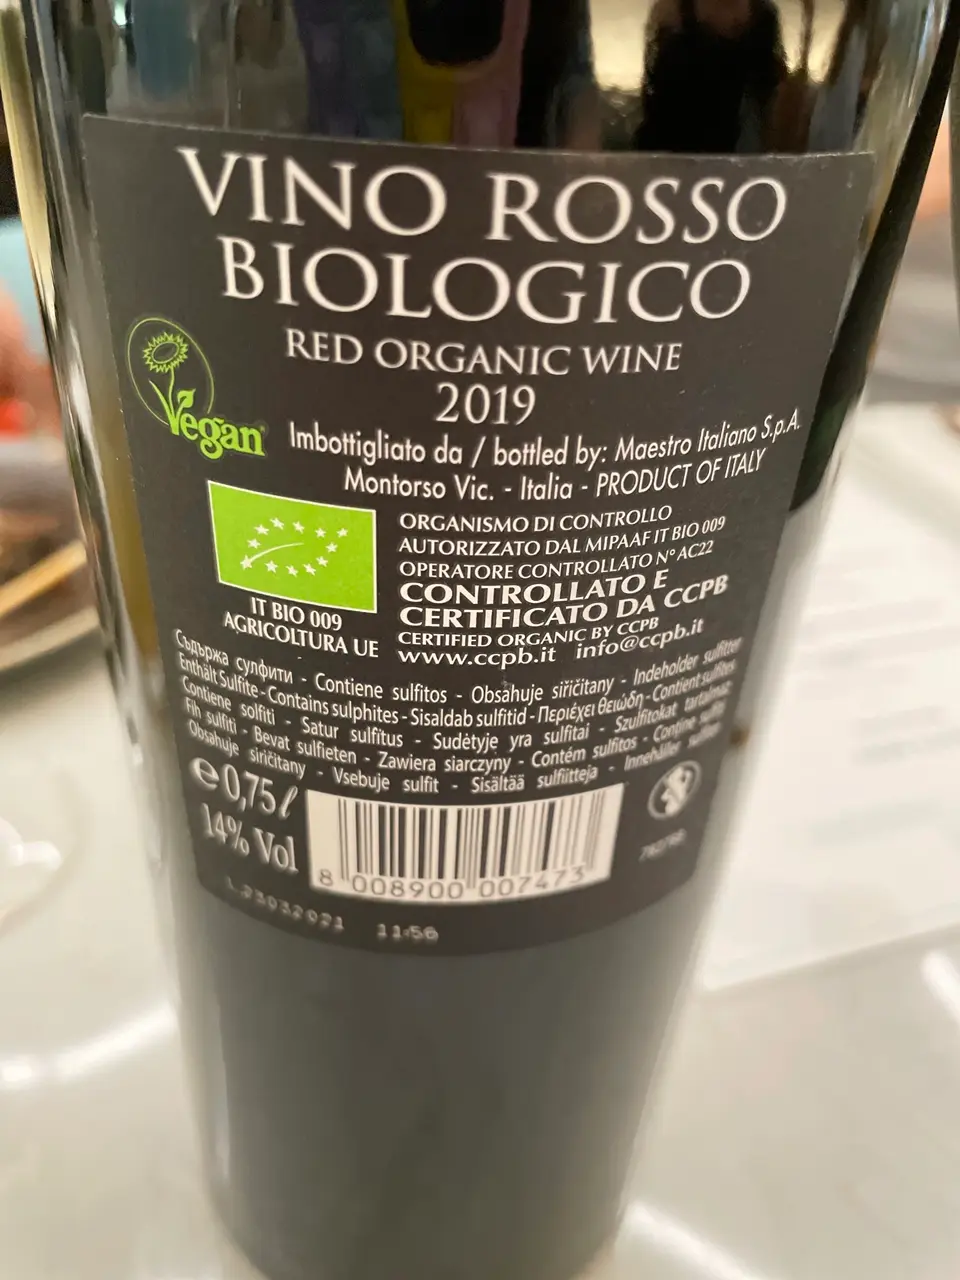 VINO ROSSO
BIOLOGICO
RED ORGANIC WINE
2019
Vegan
Imbottigliato da / bottled by: Maestro Italiano S.p.A.
Montorso Vic. - Italia - PRODUCT OF ITALY
ORGANISMO DI CONTROLLO
AUTORIZZATO DAL MIPAAF IT BIO 009
OPERATORE CONTROLLATO N° AC22
CONTROLLATO E
CERTIFICATO DA CCPB
CERTIFIED ORGANIC BY CCPB
www.ccpb.it info@ccpb.it
IT BIO 009
AGRICOLTURA UE
Съдържа сулфити - Contiene sulfitos - Obsahuje siřičitany - Indeholder sulfitter
Enthält Sulfite - Contains sulphites - Sisaldab sulfitid - Περιέχει θειώδη - Contient sulfites
Contiene solfiti - Satur sulfītus - Sudėtyje yra sulfitai - Szulfitokat tartalmaz
Fih sulfiti - Bevat sulfieten - Zawiera siarczyny - Contém sulfitos - Conţine sulfiţi
Obsahuje siričitany - Vsebuje sulfit - Sisältää sulfiitteja - Innehåller sulfiter
e 0,75 l
14% Vol
8 008900 007473
L.23032021 11:56